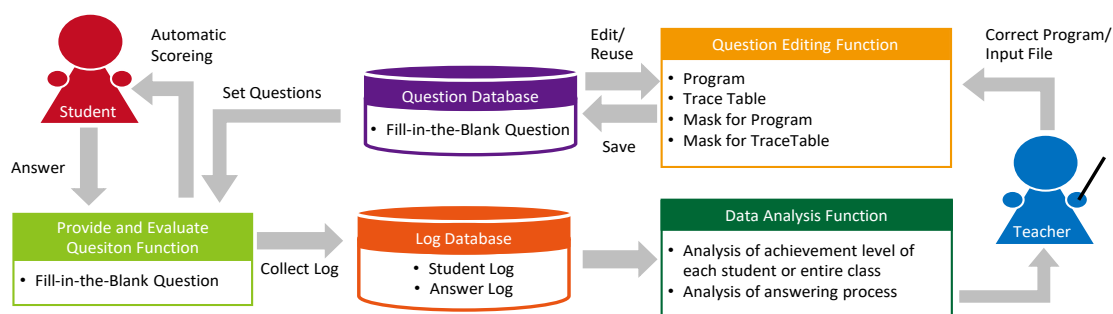 Automatic
Scoreing
Student
Answer
Set Questions
Provide and Evaluate
Quesiton Function
• Fill-in-the-Blank Question
Collect Log
Question Database
• Fill-in-the-Blank Question
Edit/
Reuse
Save
Question Editing Function
• Program
• Trace Table
• Mask for Program
• Mask for TraceTable
Correct Program/
Input File
Log Database
• Student Log
• Answer Log
Data Analysis Function
• Analysis of achievement level of
each student or entire class
• Analysis of answering process
Teacher